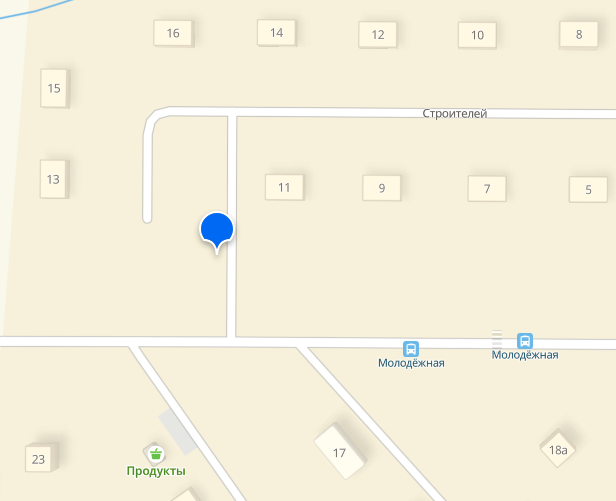 16
14
12
10
8
15
Строителей
13
11
9
7
5
Молодёжная
Молодёжная
23
Продукты
17
18а